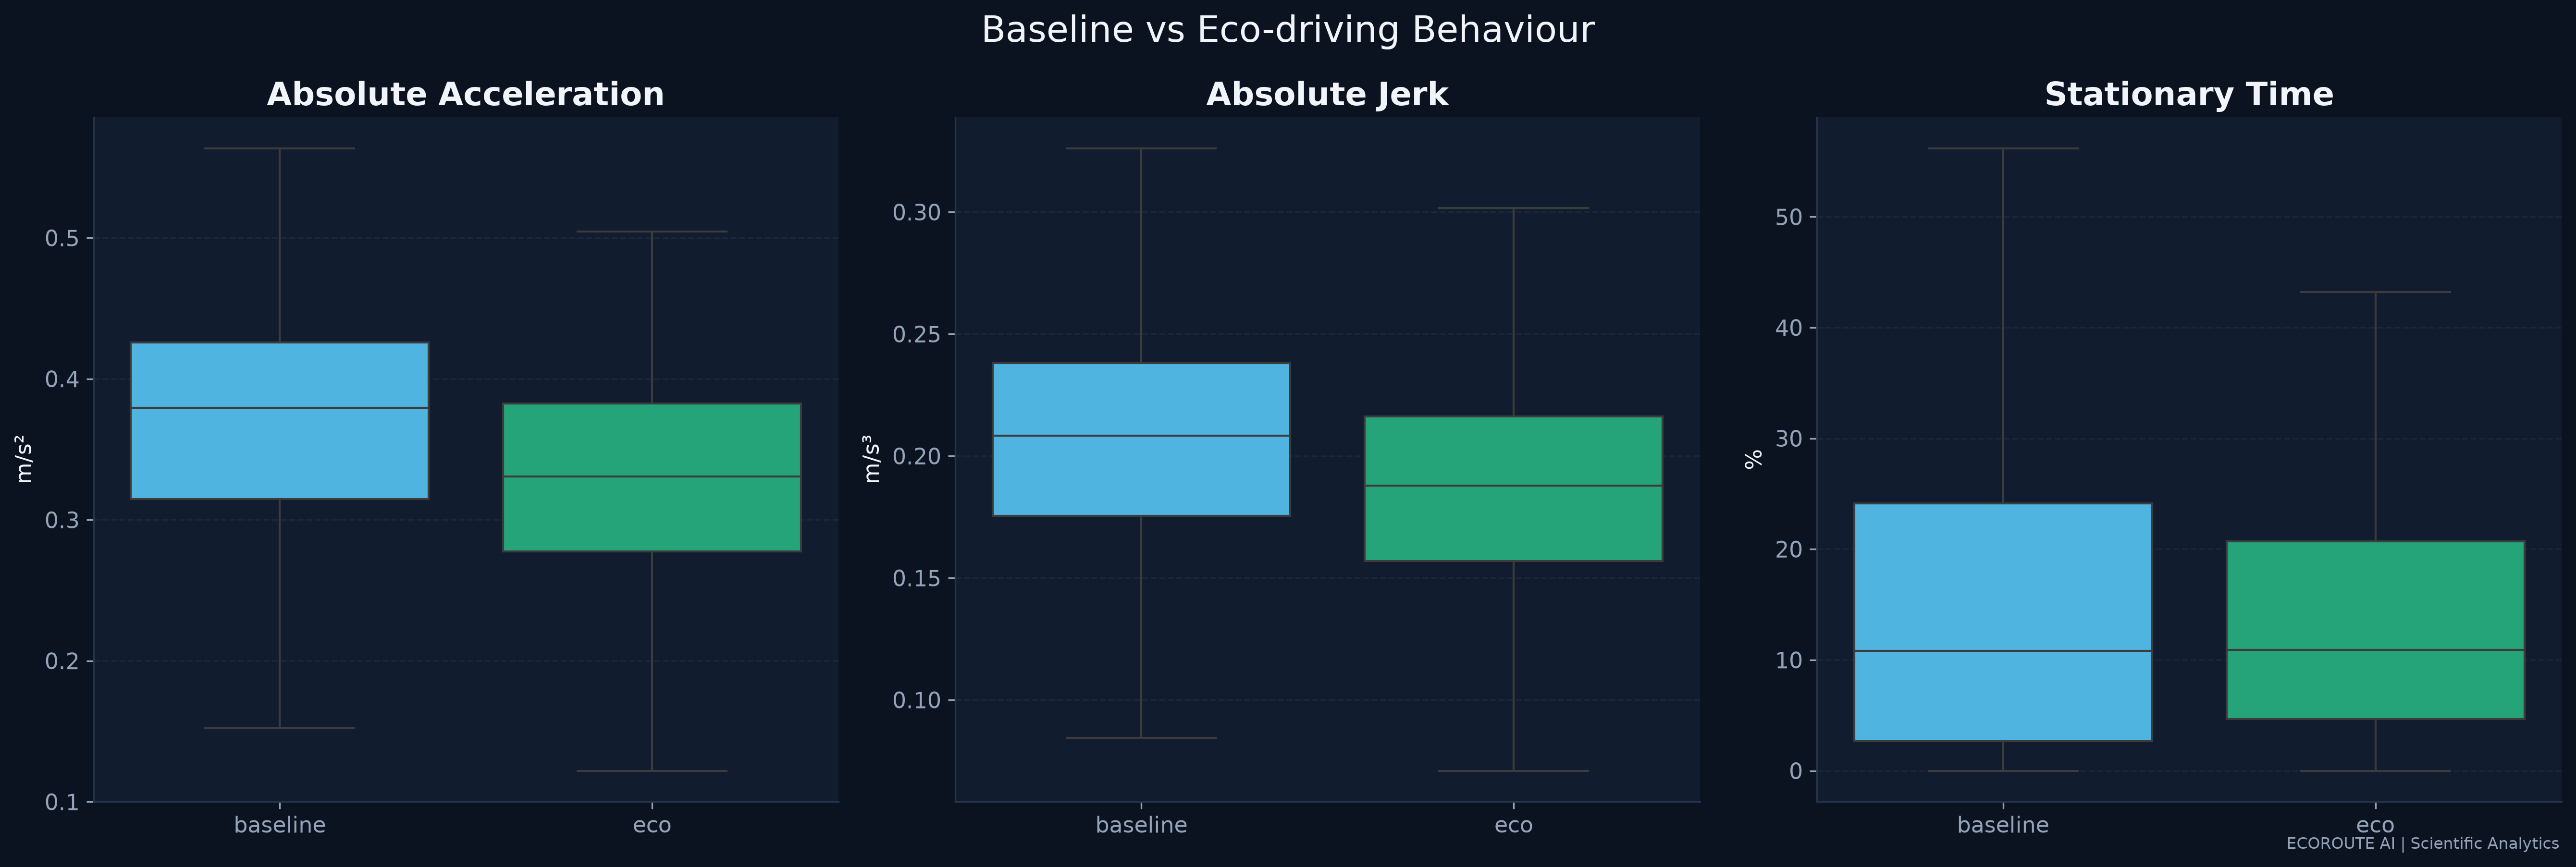 Baseline vs Eco-driving Behaviour
Absolute Acceleration
m/s²
0.5
0.4
0.3
0.2
0.1
baseline
eco
Absolute Jerk
m/s³
0.30
0.25
0.20
0.15
0.10
baseline
eco
Stationary Time
%
50
40
30
20
10
0
baseline
eco
ECOROUTE AI | Scientific Analytics